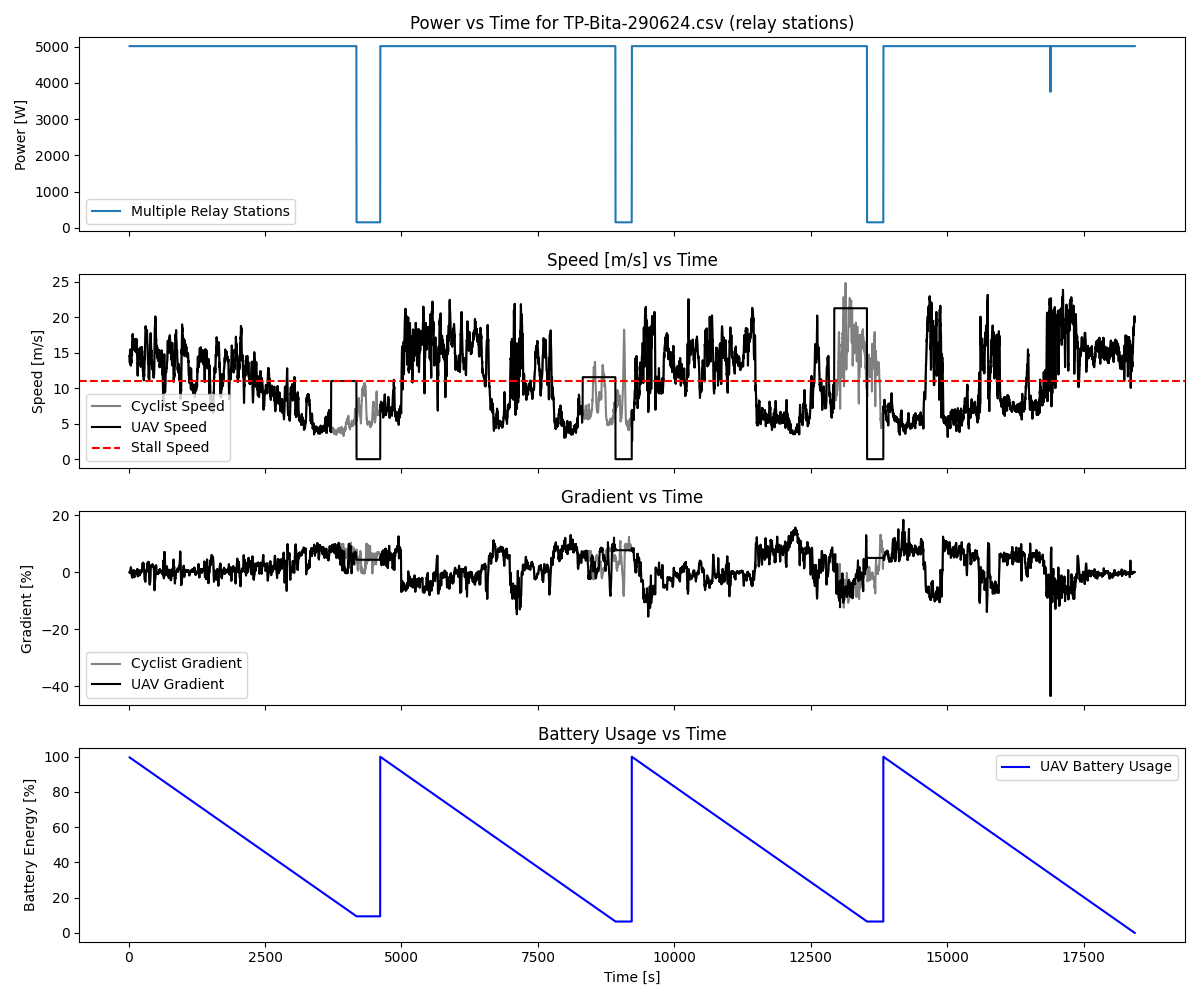 Power vs Time for TP-Bita-290624.csv (relay stations)
5000
4000
3000
2000
1000
0
Power [W]
Multiple Relay Stations
Speed [m/s] vs Time
25
20
15
10
5
0
Speed [m/s]
Cyclist Speed
UAV Speed
Stall Speed
Gradient vs Time
20
0
−20
−40
Gradient [%]
Cyclist Gradient
UAV Gradient
Battery Usage vs Time
100
80
60
40
20
0
Battery Energy [%]
UAV Battery Usage
0 2500 5000 7500 10000 12500 15000 17500
Time [s]